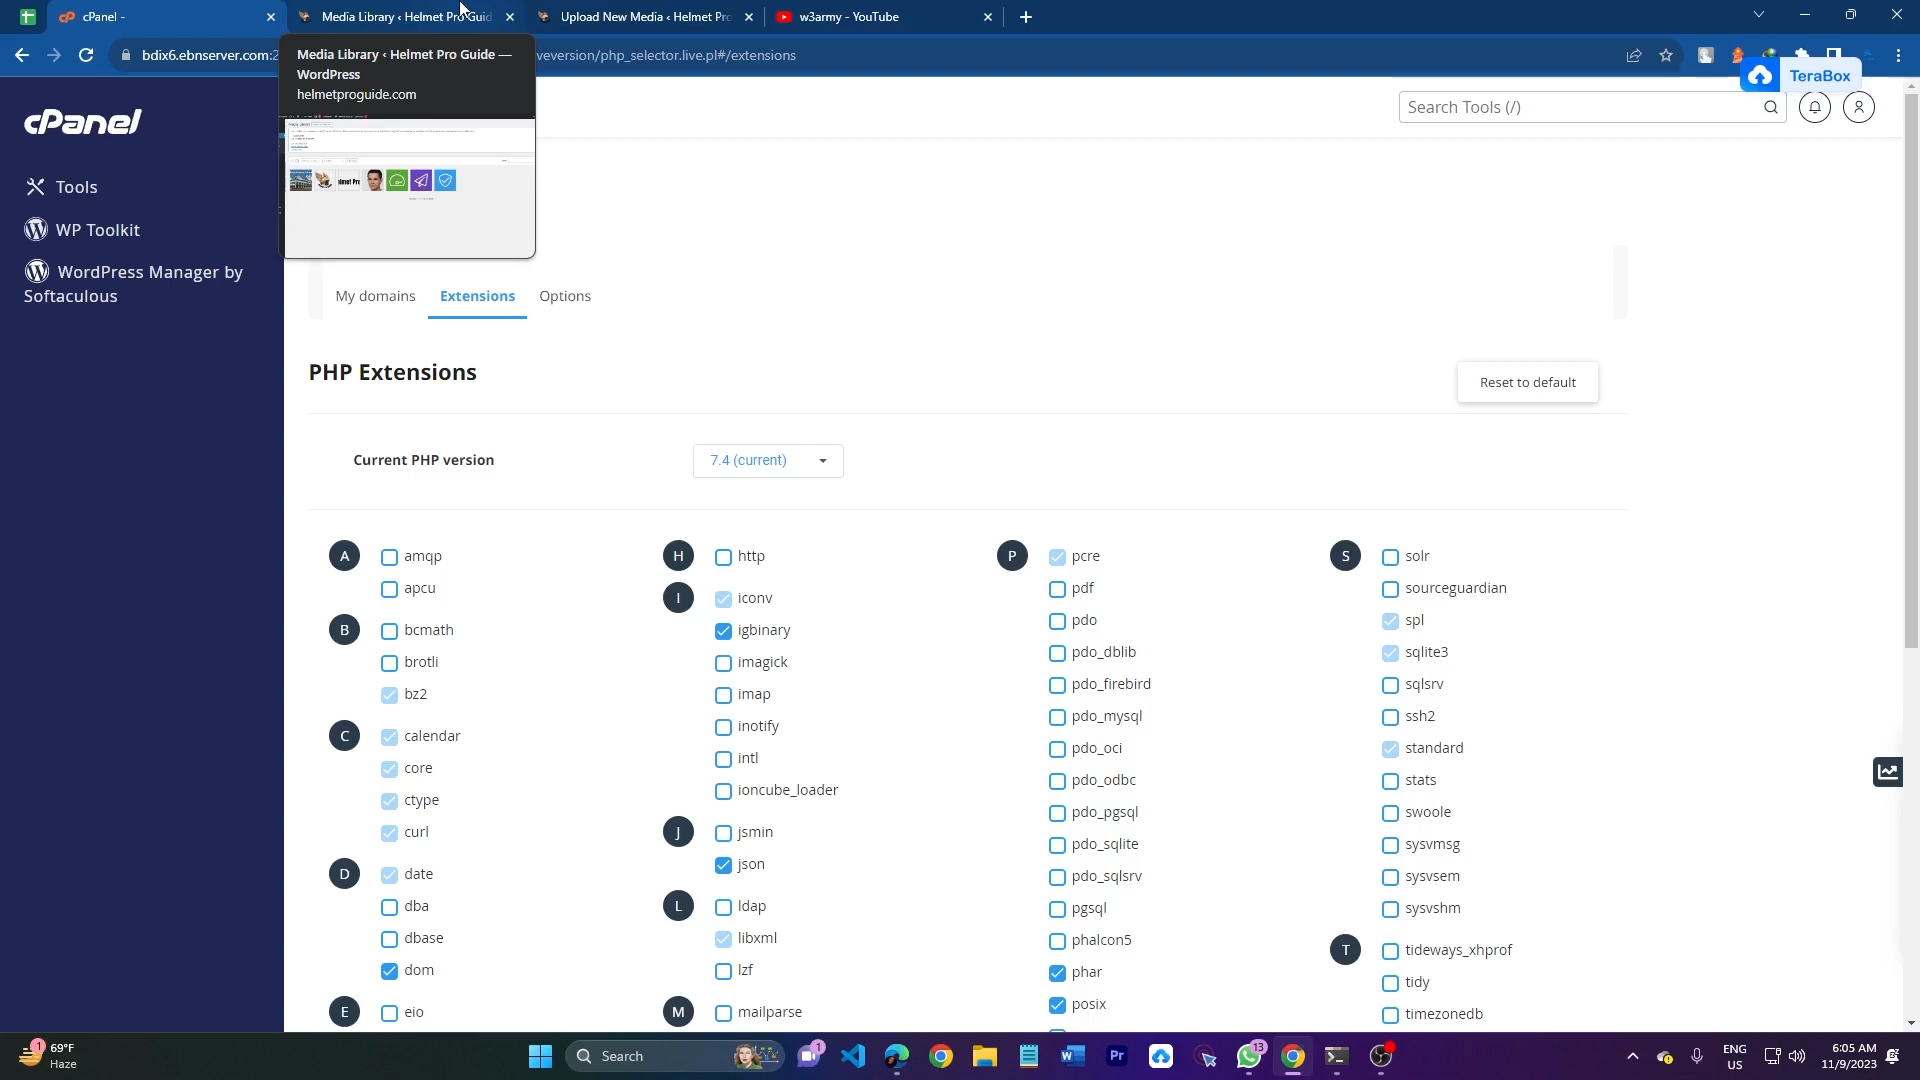 cPanel -
Media Library ‹ Helmet Pro Guid
Upload New Media ‹ Helmet Pro
w3army - YouTube
bdix6.ebnserver.com:2
veversion/php_selector.live.pl#/extensions
Media Library ‹ Helmet Pro Guide —
WordPress
helmetproguide.com
TeraBox
cPanel
Search Tools (/)
Tools
WP Toolkit
WordPress Manager by
Softaculous
My domains
Extensions
Options
PHP Extensions
Reset to default
Current PHP version
7.4 (current)
A
amqp
apcu
B
bcmath
brotli
bz2
C
calendar
core
ctype
curl
D
date
dba
dbase
dom
E
eio
H
http
I
iconv
igbinary
imagick
imap
inotify
intl
ioncube_loader
J
jsmin
json
L
ldap
libxml
lzf
M
mailparse
P
pcre
pdf
pdo
pdo_dblib
pdo_firebird
pdo_mysql
pdo_oci
pdo_odbc
pdo_pgsql
pdo_sqlite
pdo_sqlsrv
pgsql
phalcon5
phar
posix
S
solr
sourceguardian
spl
sqlite3
sqlsrv
ssh2
standard
stats
swoole
sysvmsg
sysvsem
sysvshm
T
tideways_xhprof
tidy
timezonedb
1
69°F
Haze
Search
1
Pr
13
ENG
US
6:05 AM
11/9/2023